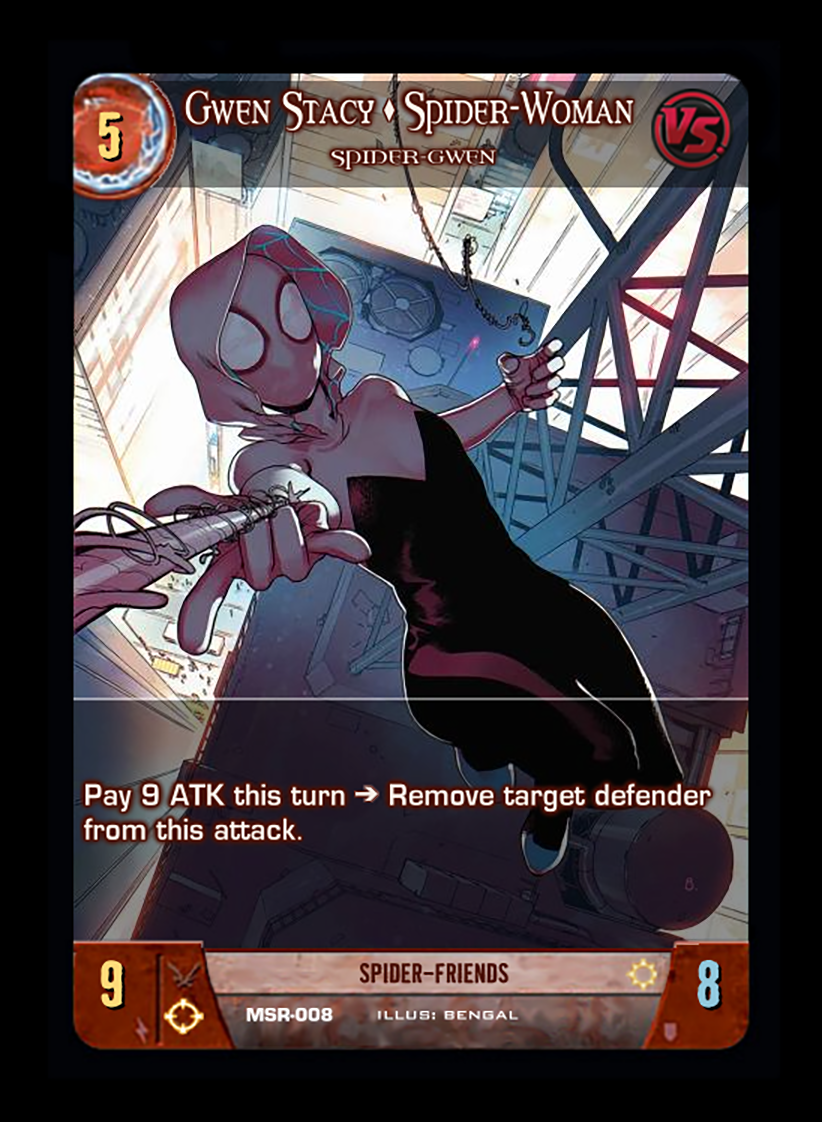 5
Gwen Stacy ♦ Spider-Woman
VS.
Spider-Gwen
Pay 9 ATK this turn → Remove target defender
from this attack.
8.
9
SPIDER-FRIENDS
8
MSR-008 ILLUS: BENGAL